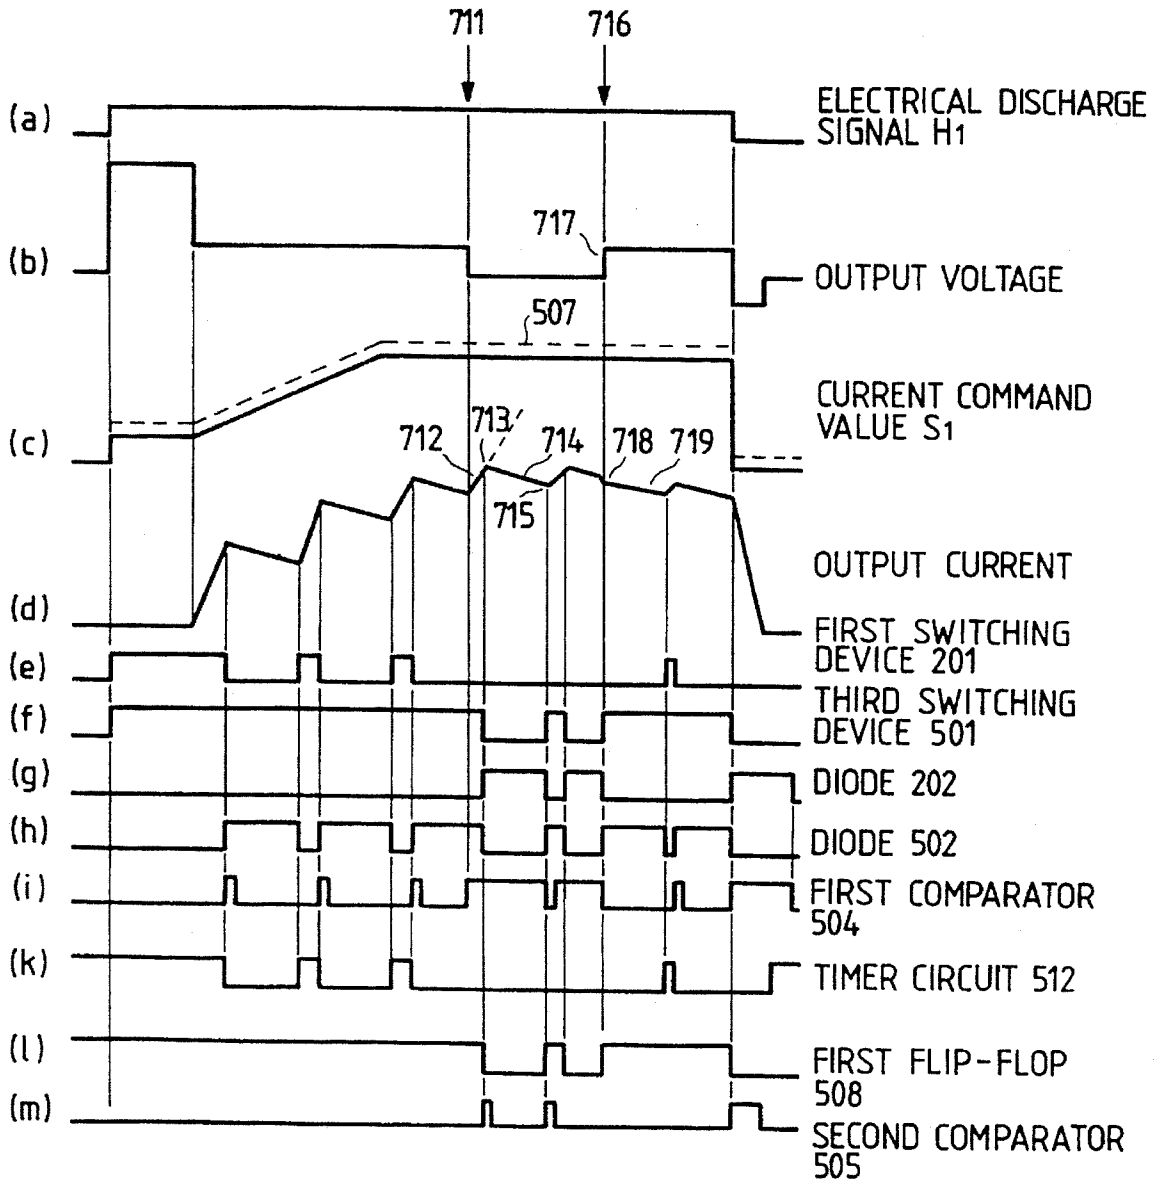 711 716
(a) ELECTRICAL DISCHARGE
SIGNAL H1
717
(b) OUTPUT VOLTAGE
507
CURRENT COMMAND
VALUE S1
(c)
712 713 714 718 719
715
OUTPUT CURRENT
(d)
FIRST SWITCHING
DEVICE 201
(e)
THIRD SWITCHING
DEVICE 501
(f)
(g) DIODE 202
(h) DIODE 502
(i) FIRST COMPARATOR
504
(k) TIMER CIRCUIT 512
(l) FIRST FLIP-FLOP
508
(m) SECOND COMPARATOR
505